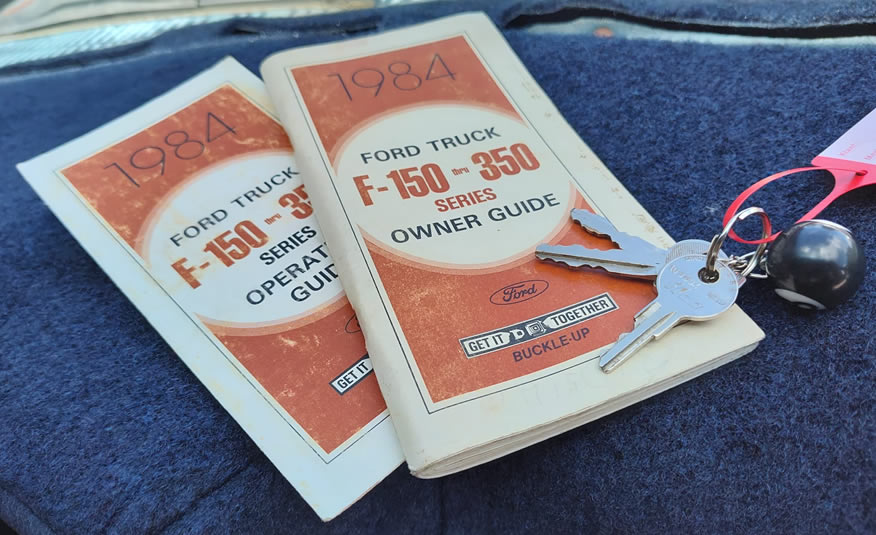 1984
FORD TRUCK
F-150 thru 35
SERIES
OPERAT
GUID
GET IT
1984
FORD TRUCK
F-150 thru 350
SERIES
OWNER GUIDE
Ford
GET IT TOGETHER
BUCKLE-UP